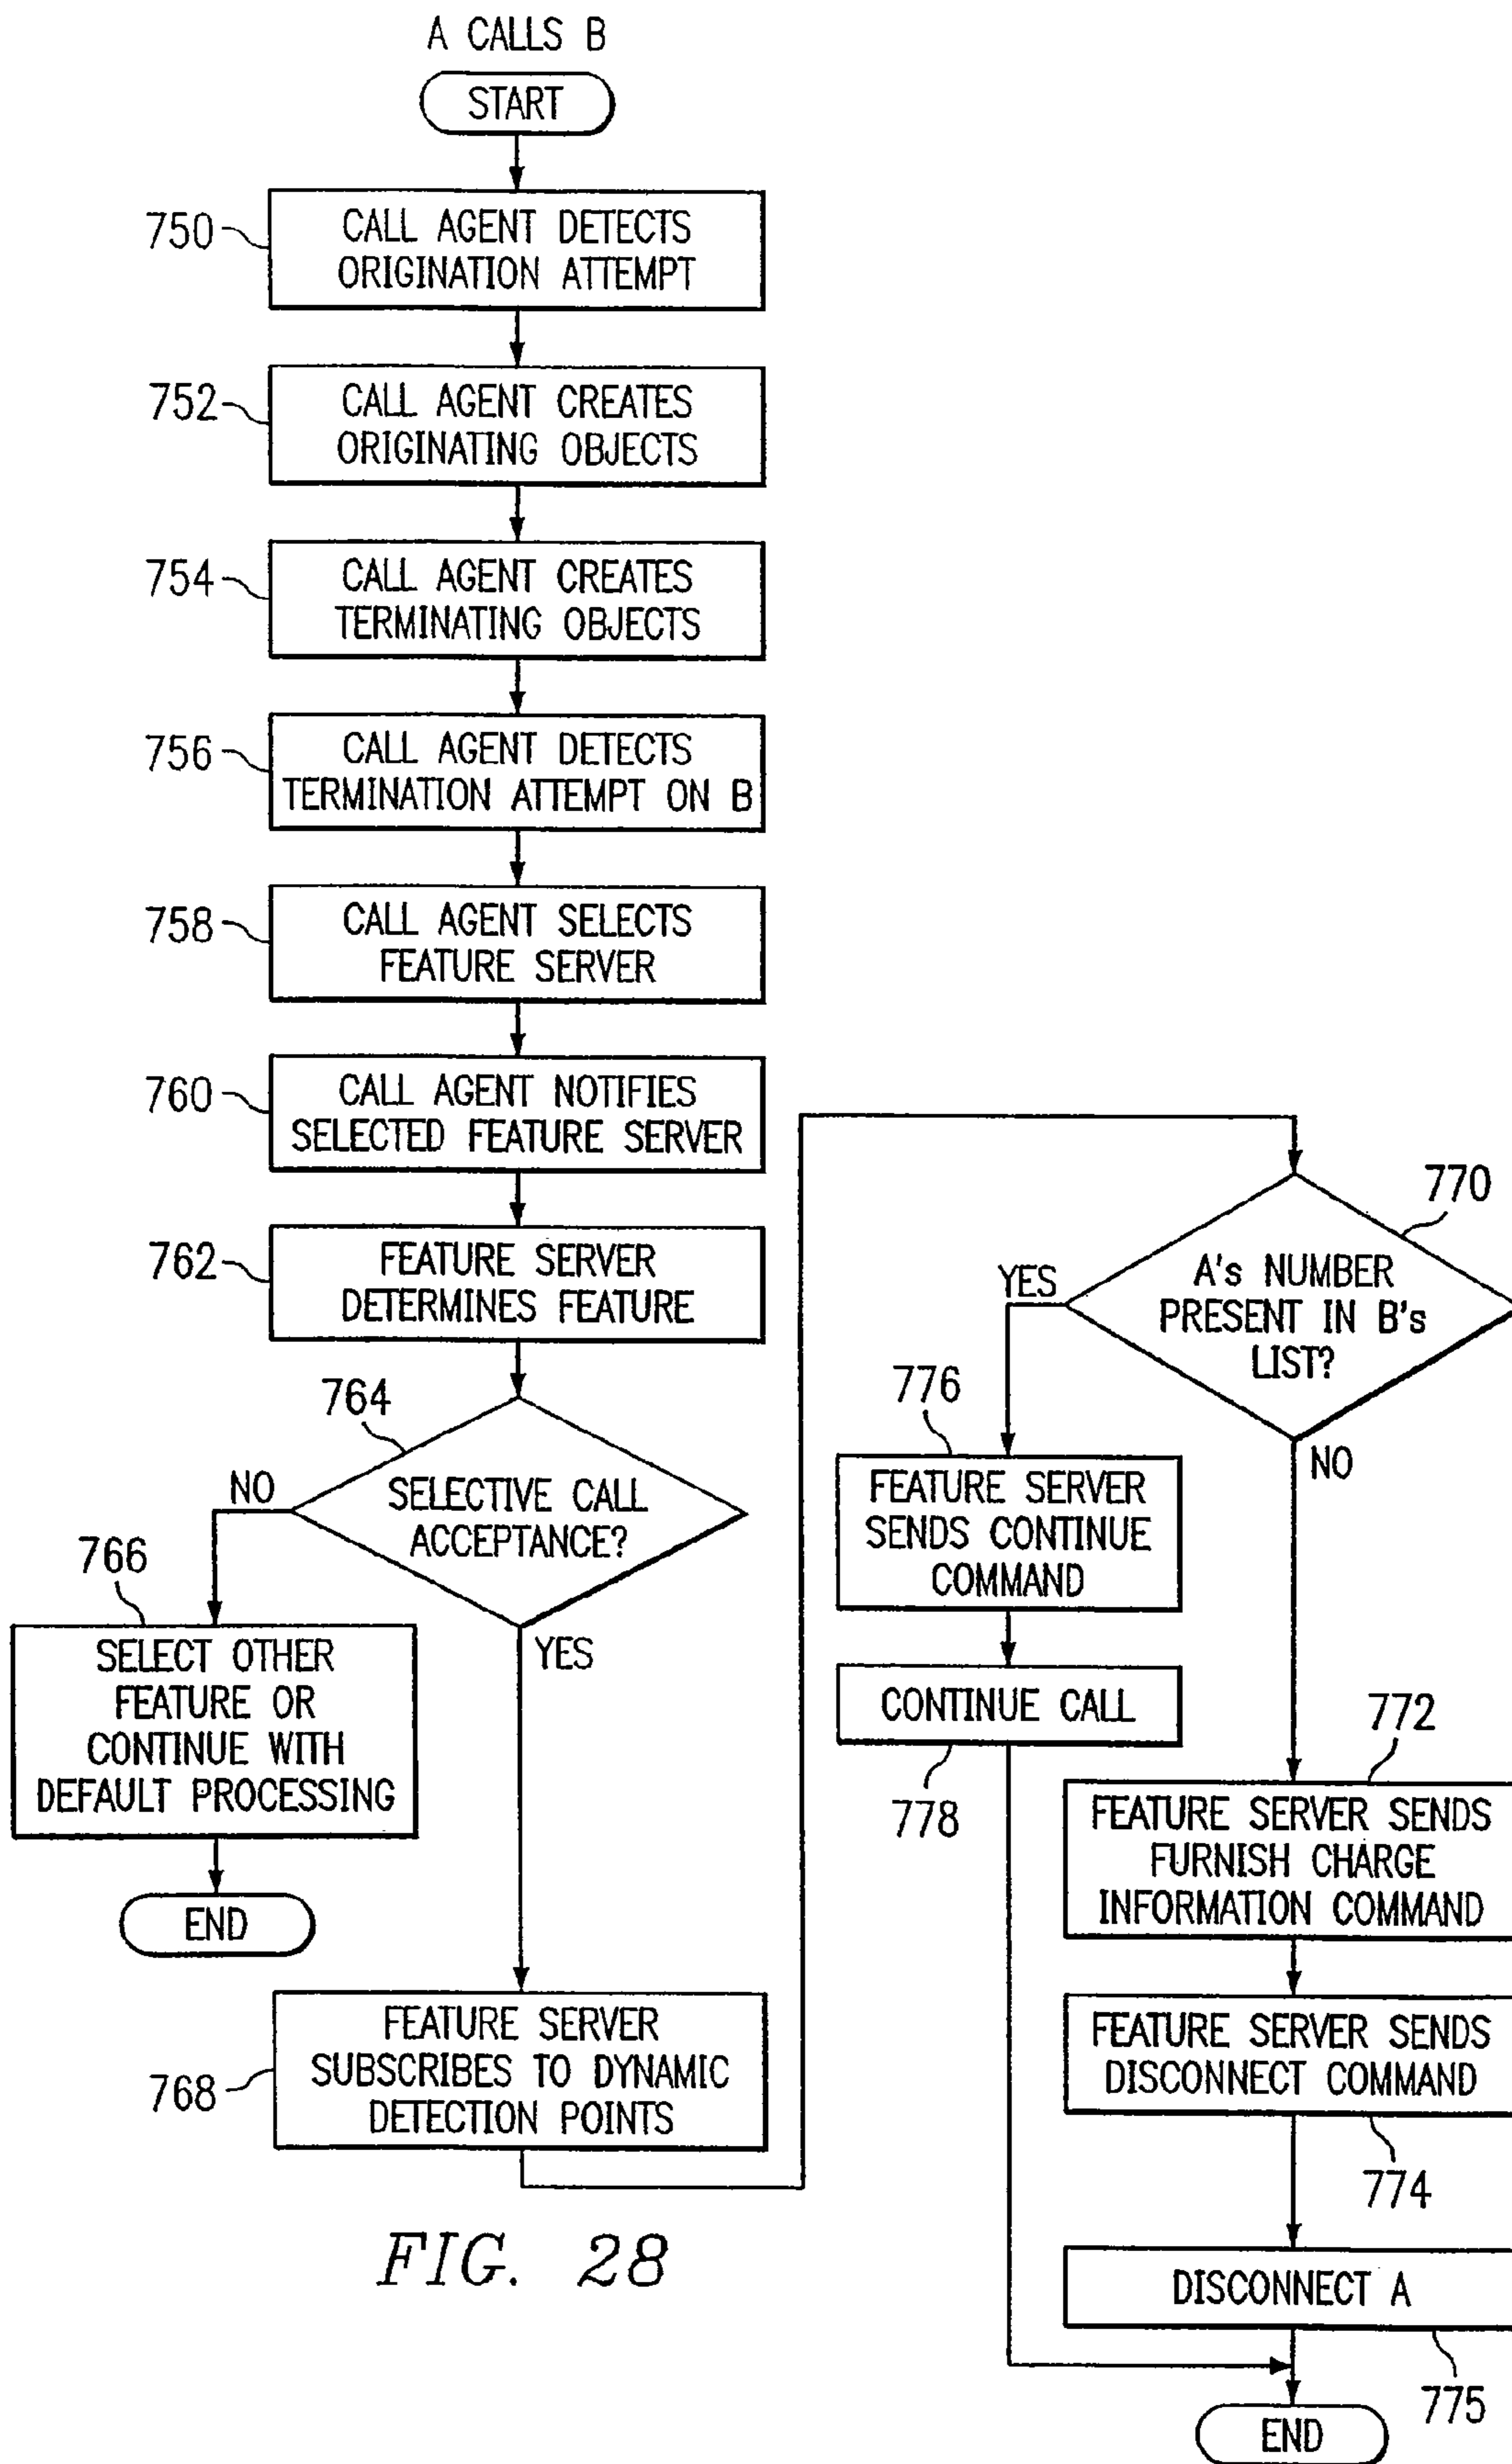 A CALLS B
START
750
CALL AGENT DETECTS
ORIGINATION ATTEMPT
752
CALL AGENT CREATES
ORIGINATING OBJECTS
754
CALL AGENT CREATES
TERMINATING OBJECTS
756
CALL AGENT DETECTS
TERMINATION ATTEMPT ON B
758
CALL AGENT SELECTS
FEATURE SERVER
760
CALL AGENT NOTIFIES
SELECTED FEATURE SERVER
762
FEATURE SERVER
DETERMINES FEATURE
764
SELECTIVE CALL
ACCEPTANCE?
NO
YES
766
SELECT OTHER
FEATURE OR
CONTINUE WITH
DEFAULT PROCESSING
END
768
FEATURE SERVER
SUBSCRIBES TO DYNAMIC
DETECTION POINTS
770
A's NUMBER
PRESENT IN B's
LIST?
YES
NO
776
FEATURE SERVER
SENDS CONTINUE
COMMAND
CONTINUE CALL
778
772
FEATURE SERVER SENDS
FURNISH CHARGE
INFORMATION COMMAND
FEATURE SERVER SENDS
DISCONNECT COMMAND
774
DISCONNECT A
775
END
FIG. 28